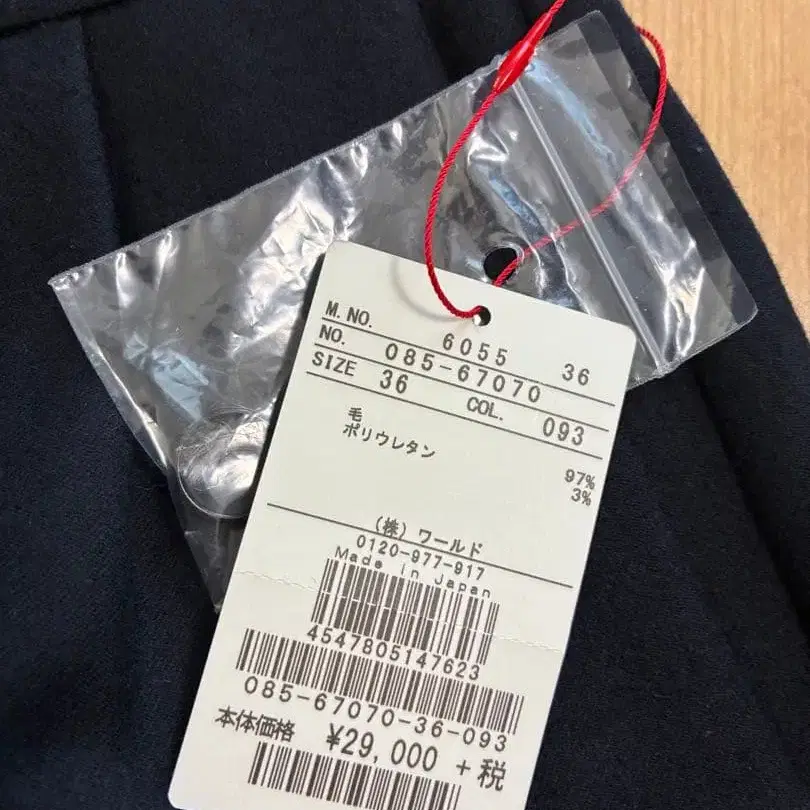 M. NO. 6055 36
NO. 085-67070
SIZE 36 COL. 093
毛 97%
ポリウレタン 3%
(株) ワールド
0120-977-917
Made in Japan
4547805147623
085-67070-36-093
本体価格 ¥29,000 +税